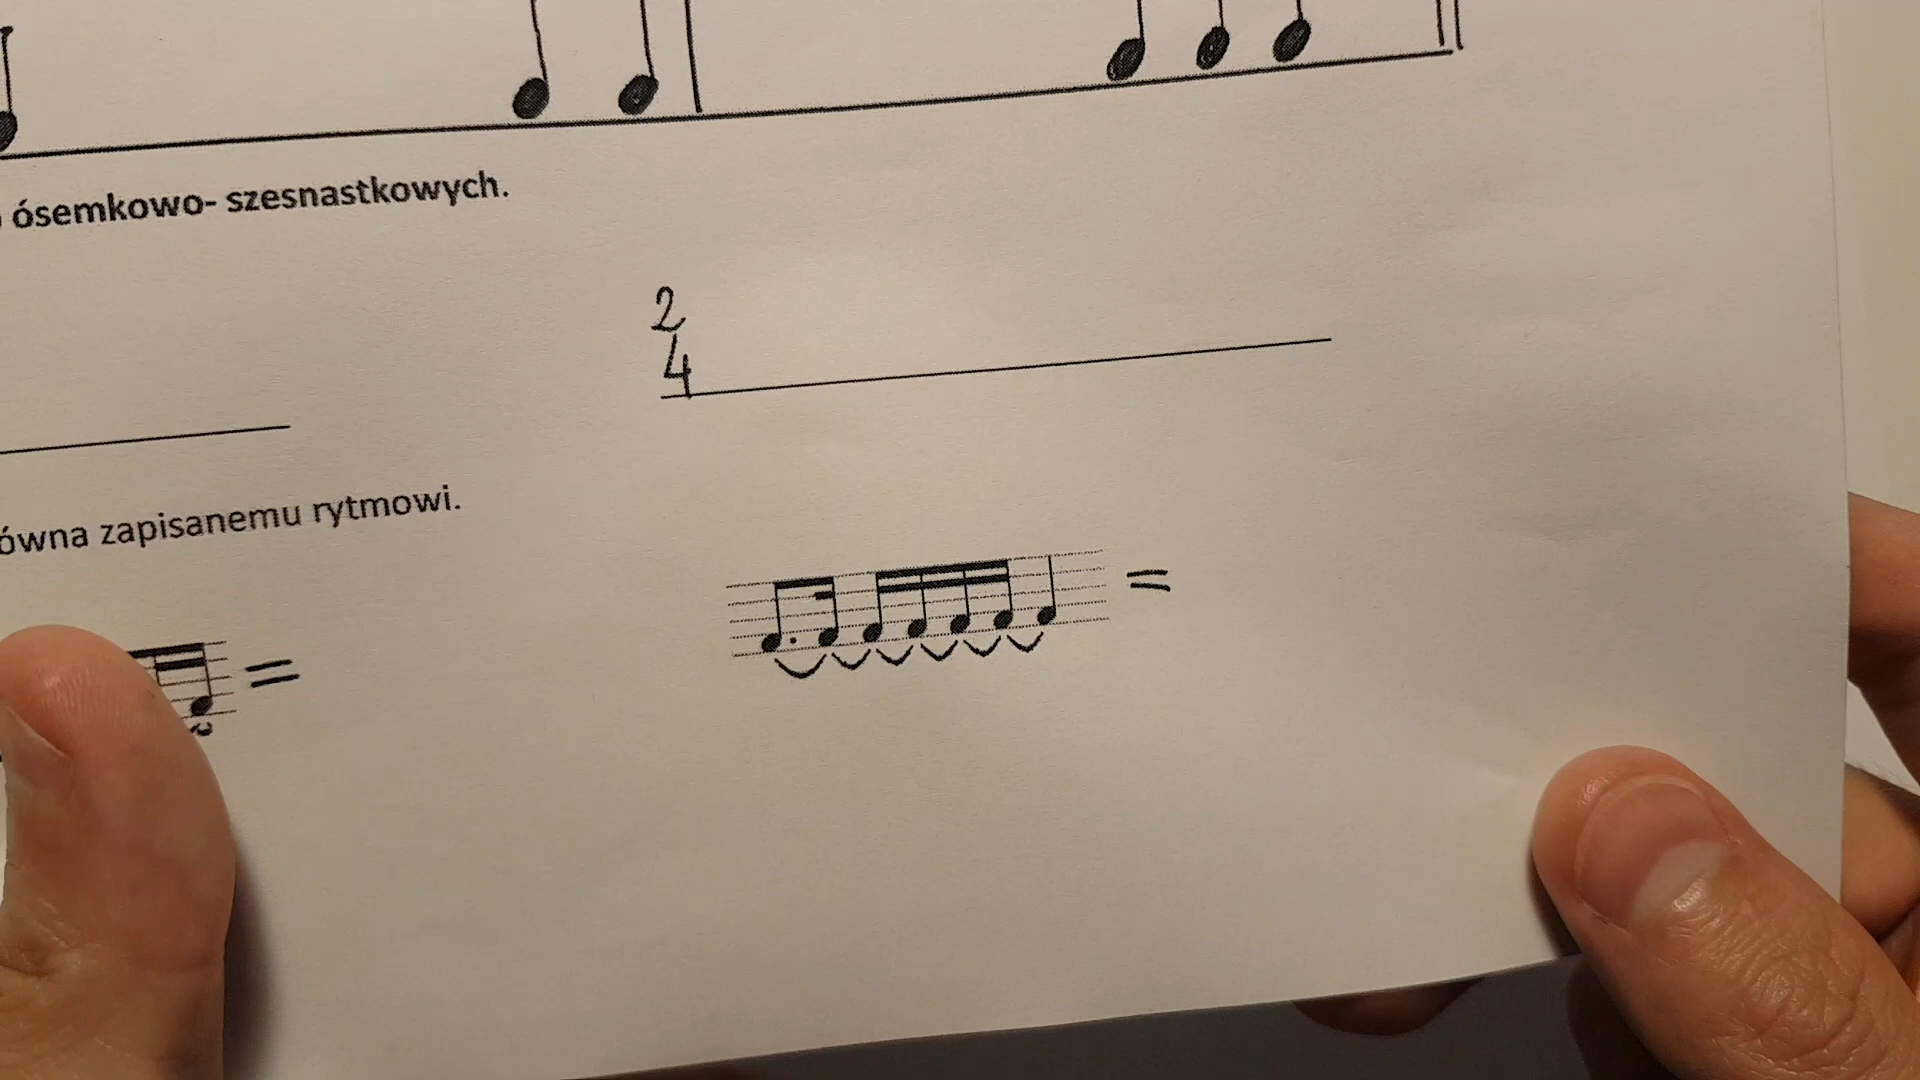 ósemkowo- szesnastkowych.
2
4
ówna zapisanemu rytmowi.
=
=